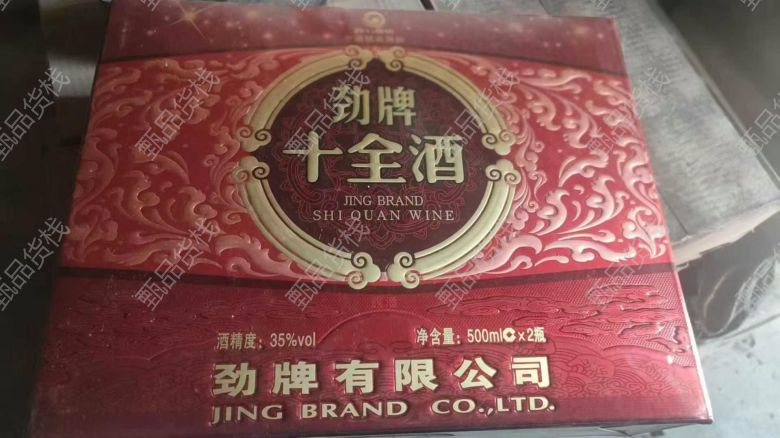 劲牌
十全酒
JING BRAND
SHI QUAN WINE
酒精度：35%vol
净含量：500ml ×2瓶
劲牌有限公司
JING BRAND CO.,LTD.
甄品货栈